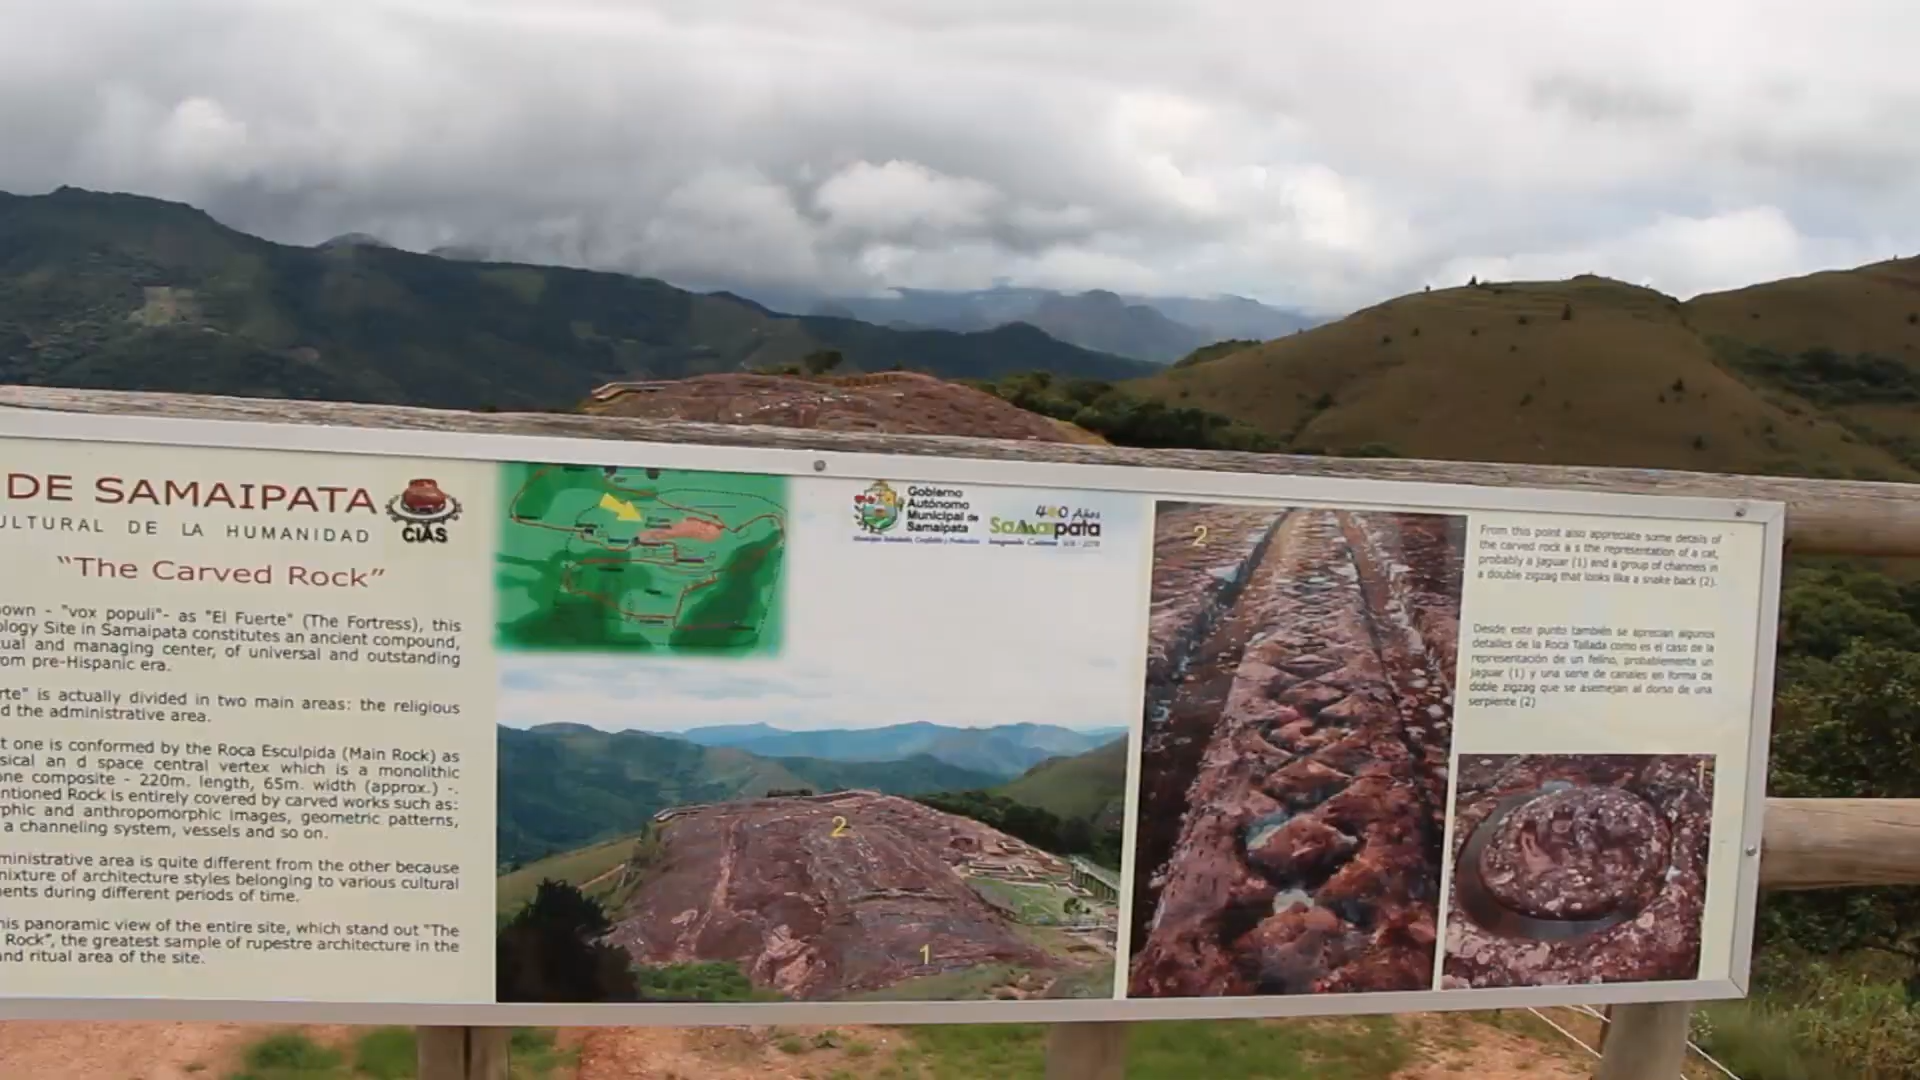 DE SAMAIPATA
ULTURAL DE LA HUMANIDAD
CIAS
"The Carved Rock"
own - "vox populi"- as "El Fuerte" (The Fortress), this
ology Site in Samaipata constitutes an ancient compound,
ual and managing center, of universal and outstanding
om pre-Hispanic era.
rte" is actually divided in two main areas: the religious
d the administrative area.
t one is conformed by the Roca Esculpida (Main Rock) as
sical an d space central vertex which is a monolithic
one composite - 220m. length, 65m. width (approx.) -.
ntioned Rock is entirely covered by carved works such as:
rphic and anthropomorphic images, geometric patterns,
a channeling system, vessels and so on.
ministrative area is quite different from the other because
mixture of architecture styles belonging to various cultural
ents during different periods of time.
his panoramic view of the entire site, which stand out "The
Rock", the greatest sample of rupestre architecture in the
and ritual area of the site.
Gobierno
Autónomo
Municipal de
Samaipata
400 Años
Samaipata
2
1
2
From this point also appreciate some details of
the carved rock a s the representation of a cat,
probably a jaguar (1) and a group of channels in
a double zigzag that looks like a snake back (2).
Desde este punto también se aprecian algunos
detalles de la Roca Tallada como es el caso de la
representación de un felino, probablemente un
jaguar (1) y una serie de canales en forma de
doble zigzag que se asemejan al dorso de una
serpiente (2)
1